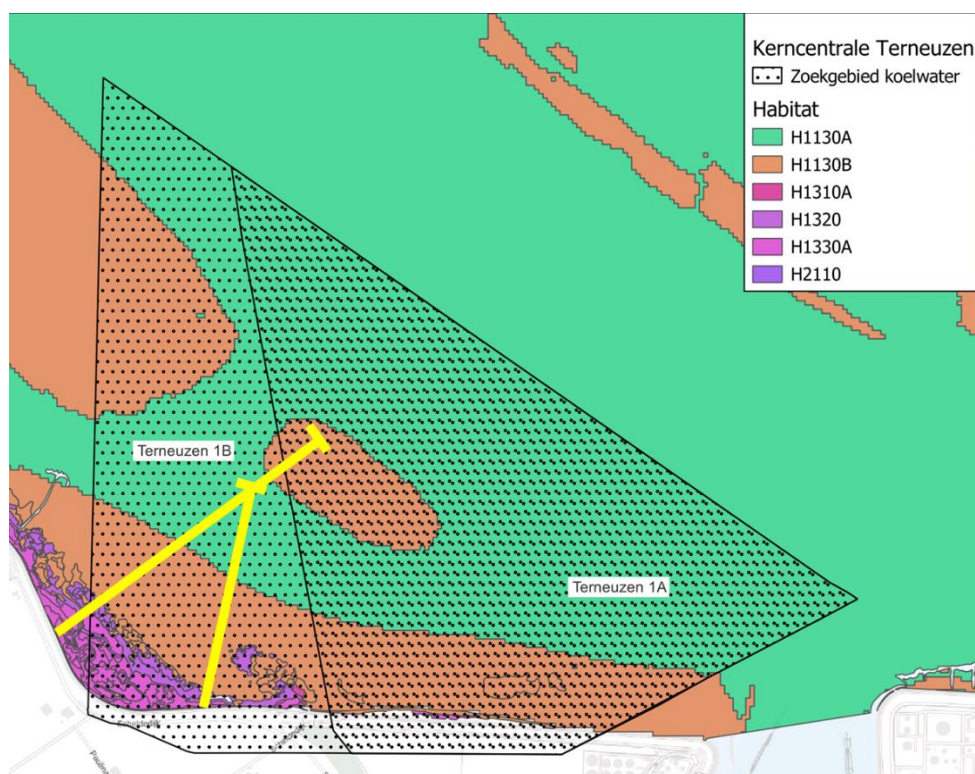 Kerncentrale Terneuzen
Zoekgebied koelwater
Habitat
H1130A
H1130B
H1310A
H1320
H1330A
H2110
Terneuzen 1B
Terneuzen 1A